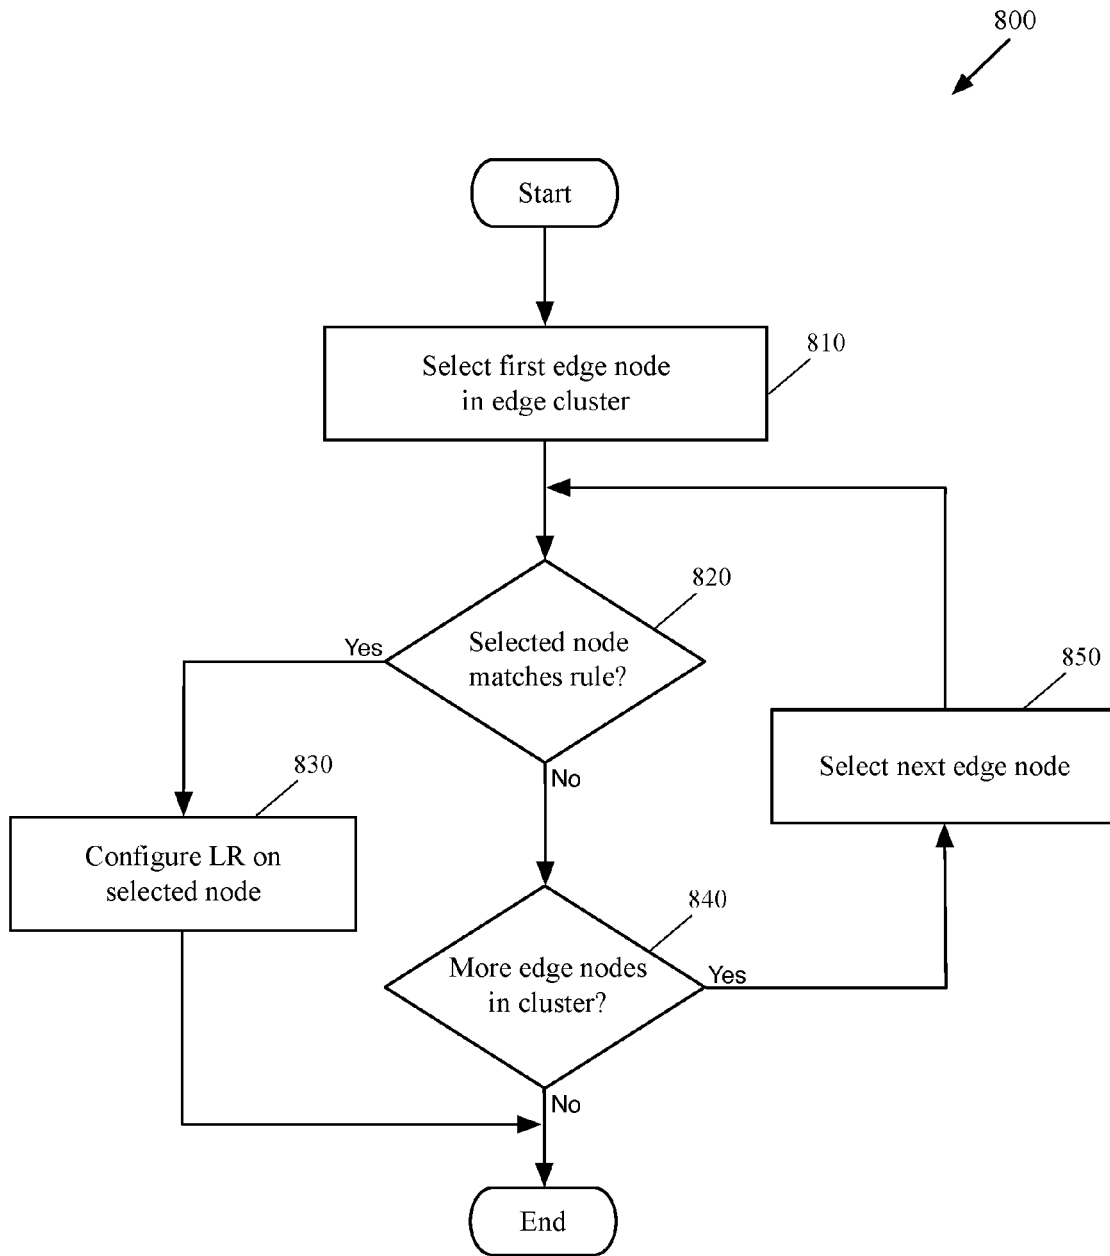 800
Start
Select first edge node
in edge cluster
810
Selected node
matches rule?
820
Yes
No
Configure LR on
selected node
830
More edge nodes
in cluster?
840
Yes
No
Select next edge node
850
End